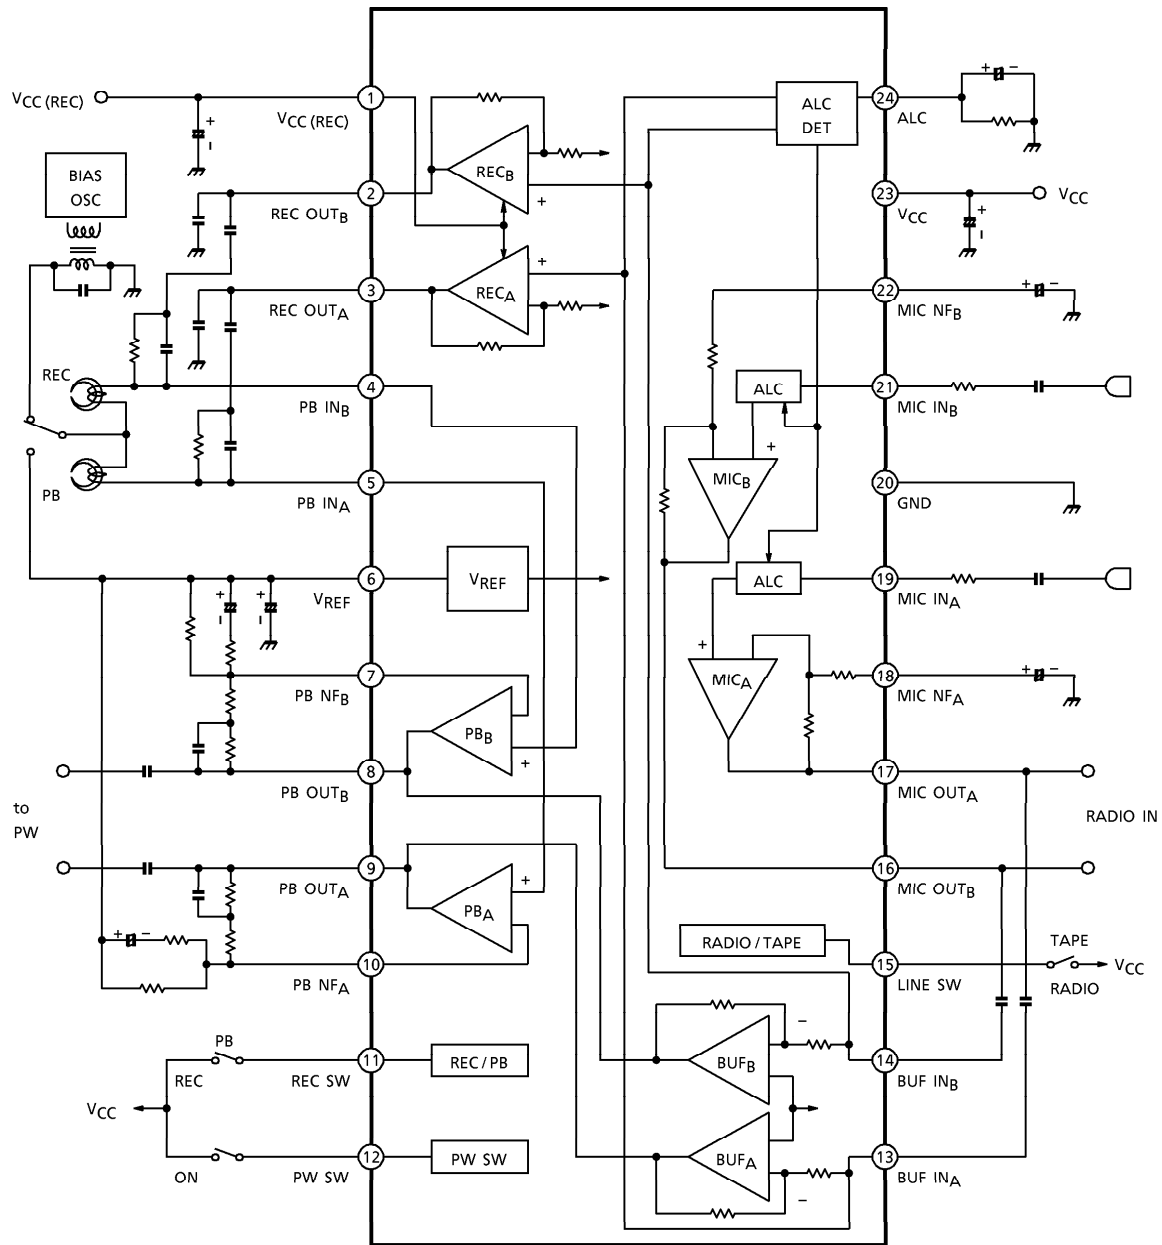 VCC (REC)
1
VCC (REC)
+
-
BIAS
OSC
2
REC OUTB
3
REC OUTA
REC
4
PB INB
PB
5
PB INA
6
VREF
+
-
+
-
7
PB NFB
8
PB OUTB
to
PW
9
PB OUTA
+ -
10
PB NFA
PB
11
REC
REC SW
VCC
12
ON
PW SW
RECB
+
RECA
+
VREF
PBB
+
PBA
+
REC / PB
PW SW
ALC
DET
ALC
+
MICB
ALC
+
MICA
RADIO / TAPE
-
BUFB
BUFA
-
24
ALC
+ -
23
VCC
VCC
+
-
22
MIC NFB
+ -
21
MIC INB
20
GND
19
MIC INA
18
MIC NFA
+ -
17
MIC OUTA
RADIO IN
16
MIC OUTB
15
LINE SW
TAPE
VCC
RADIO
14
BUF INB
13
BUF INA